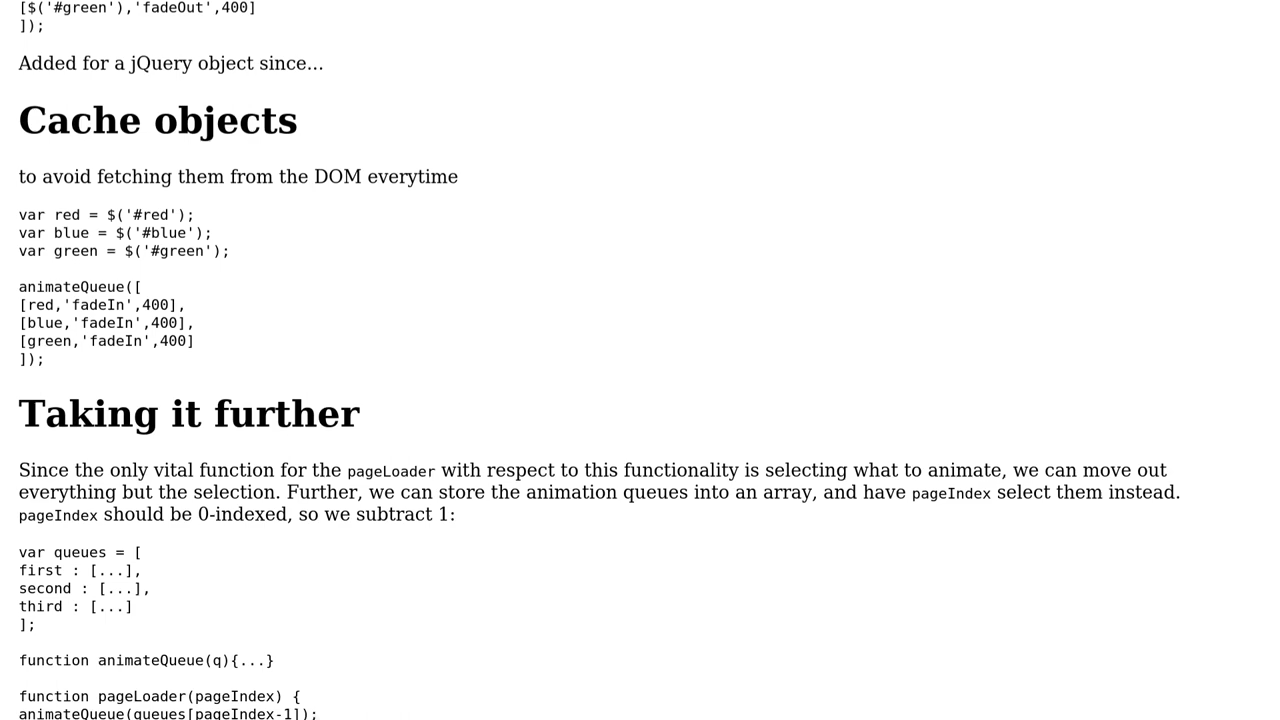 [$('#green'),'fadeOut',400]
]);
Added for a jQuery object since...
Cache objects
to avoid fetching them from the DOM everytime
var red = $('#red');
var blue = $('#blue');
var green = $('#green');
animateQueue([
[red,'fadeIn',400],
[blue,'fadeIn',400],
[green,'fadeIn',400]
]);
Taking it further
Since the only vital function for the pageLoader with respect to this functionality is selecting what to animate, we can move out
everything but the selection. Further, we can store the animation queues into an array, and have pageIndex select them instead.
pageIndex should be 0-indexed, so we subtract 1:
var queues = [
first : [...],
second : [...],
third : [...]
];
function animateQueue(q){...}
function pageLoader(pageIndex) {
animateQueue(queues[pageIndex-1]);